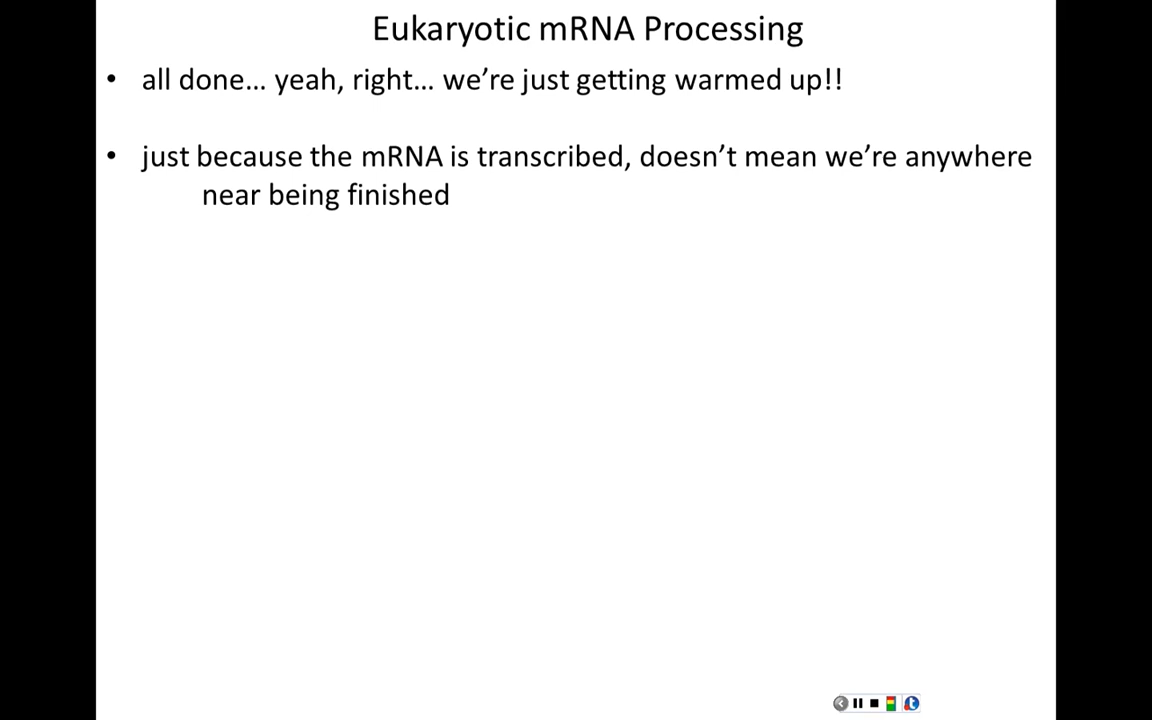 Eukaryotic mRNA Processing
• all done... yeah, right... we’re just getting warmed up!!
• just because the mRNA is transcribed, doesn’t mean we’re anywhere
near being finished